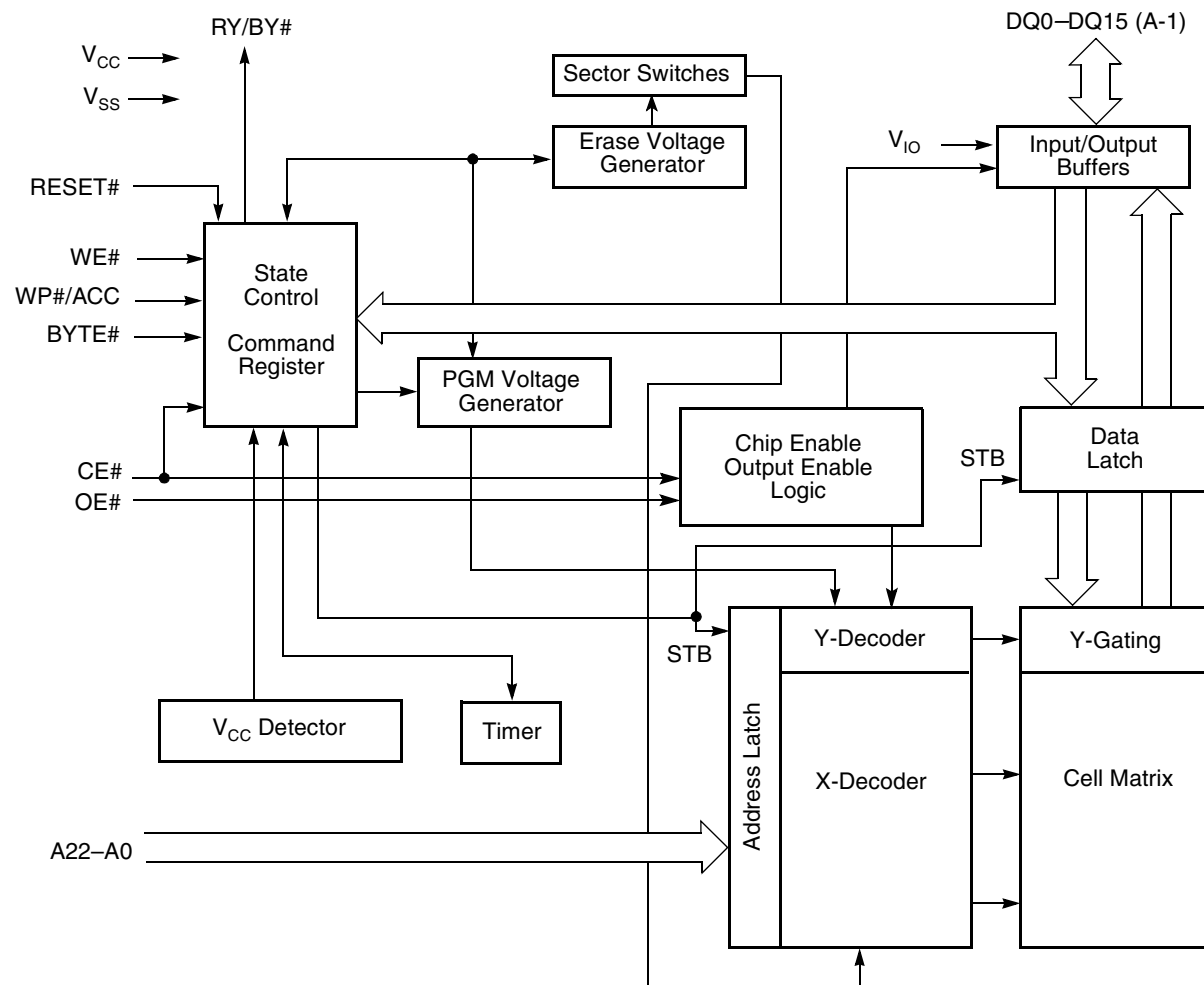 RY/BY#
DQ0–DQ15 (A-1)
VCC
VSS
Sector Switches
Erase Voltage
Generator
VIO
Input/Output
Buffers
RESET#
WE#
WP#/ACC
BYTE#
State
Control
Command
Register
PGM Voltage
Generator
CE#
OE#
Chip Enable
Output Enable
Logic
STB
Data
Latch
STB
Address Latch
Y-Decoder
Y-Gating
VCC Detector
Timer
X-Decoder
Cell Matrix
A22–A0